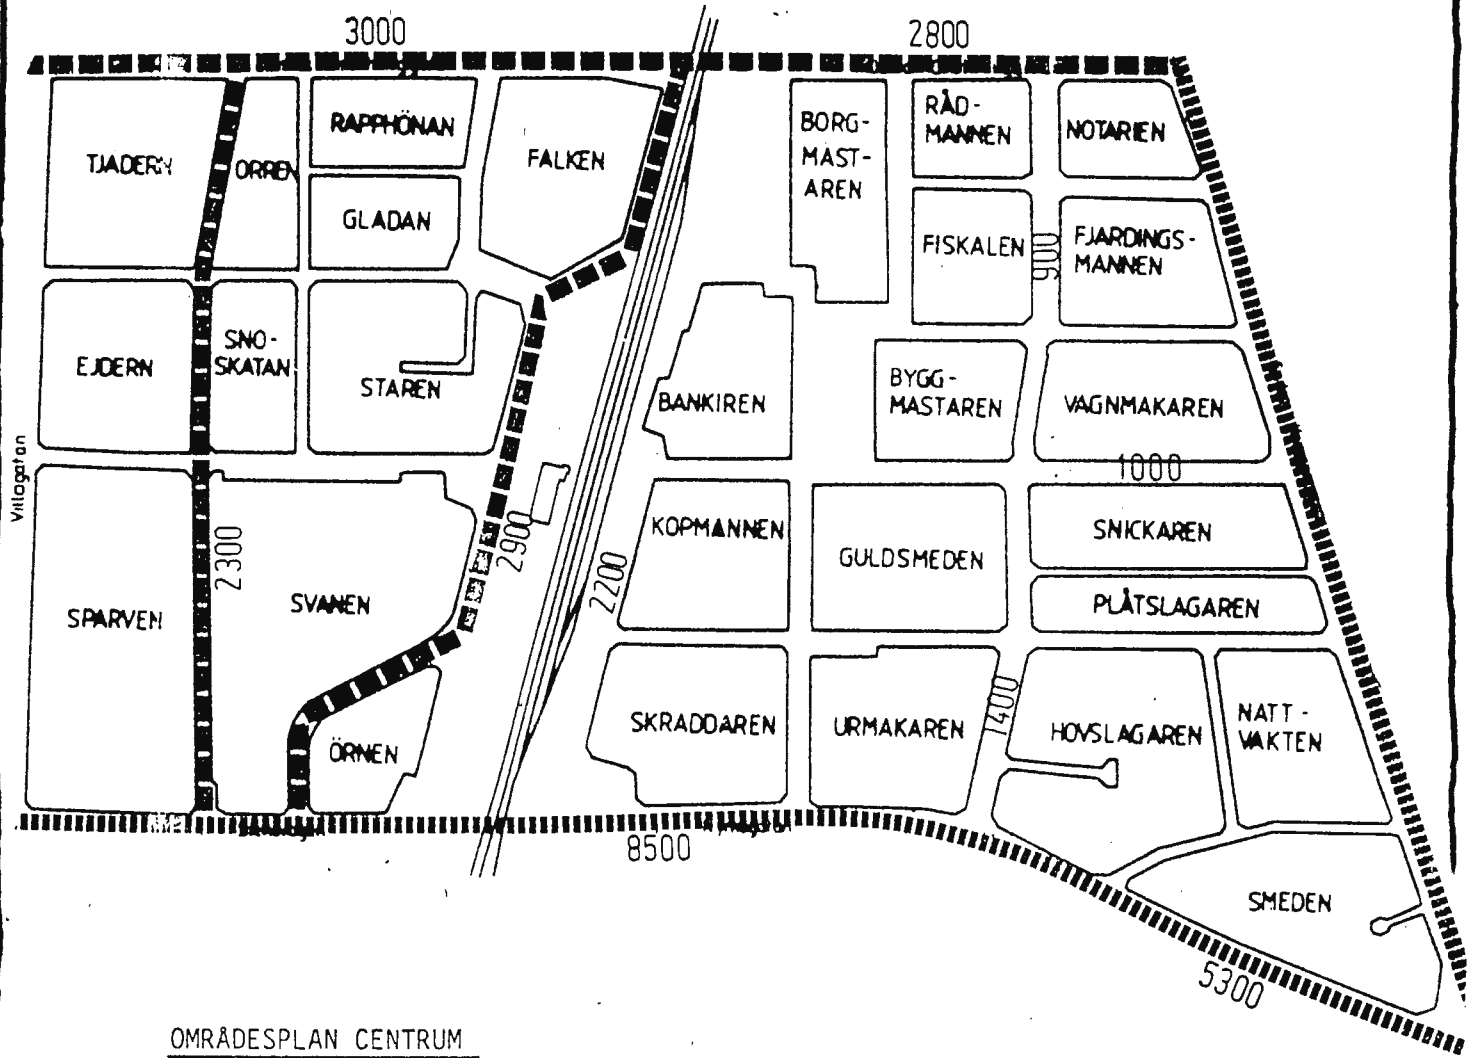 3000
2800
TJADERN
ORREN
RAPPHÖNAN
GLADAN
FALKEN
BORG-
MAST-
AREN
RÅD-
MANNEN
NOTARIEN
FISKALEN
900
FJARDINGS-
MANNEN
EJDERN
SNO-
SKATAN
STAREN
BANKIREN
BYGG-
MASTAREN
VAGNMAKAREN
1000
Villagatan
SPARVEN
2300
SVANEN
2900
2200
KOPMANNEN
GULDSMEDEN
SNICKAREN
PLÅTSLAGAREN
ÖRNEN
SKRADDAREN
URMAKAREN
1400
HOVSLAGAREN
NATT-
VAKTEN
8500
SMEDEN
5300
OMRÅDESPLAN CENTRUM